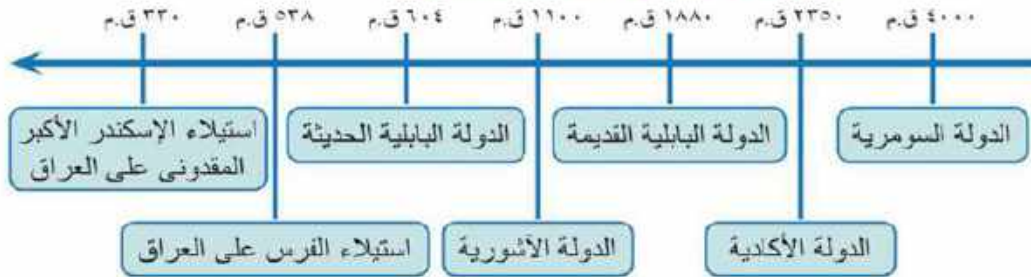 ٤٠٠٠ ق.م
٢٣٥٠ ق.م
١٨٨٠ ق.م
١١٠٠ ق.م
٦٠٤ ق.م
٥٣٨ ق.م
٣٣٠ ق.م
الدولة السومرية
الدولة البابلية القديمة
الدولة البابلية الحديثة
استيلاء الإسكندر الأكبر
المقدونى على العراق
الدولة الأكادية
الدولة الآشورية
استيلاء الفرس على العراق